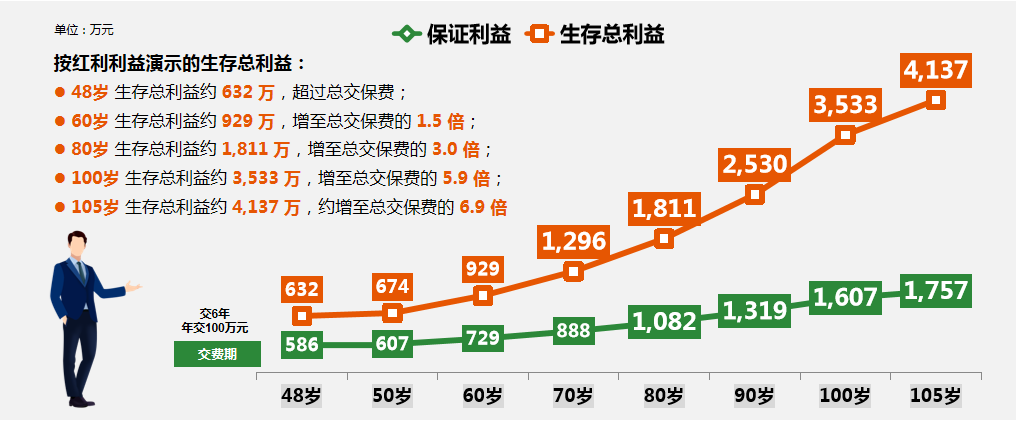 单位：万元
保证利益 生存总利益
按红利利益演示的生存总利益：
48岁 生存总利益约 632 万，超过总交保费；
60岁 生存总利益约 929 万，增至总交保费的 1.5 倍；
80岁 生存总利益约 1,811 万，增至总交保费的 3.0 倍；
100岁 生存总利益约 3,533 万，增至总交保费的 5.9 倍；
105岁 生存总利益约 4,137 万，约增至总交保费的 6.9 倍
632 674 929 1,296 1,811 2,530 3,533 4,137
交6年
年交100万元
交费期
586 607 729 888 1,082 1,319 1,607 1,757
48岁 50岁 60岁 70岁 80岁 90岁 100岁 105岁